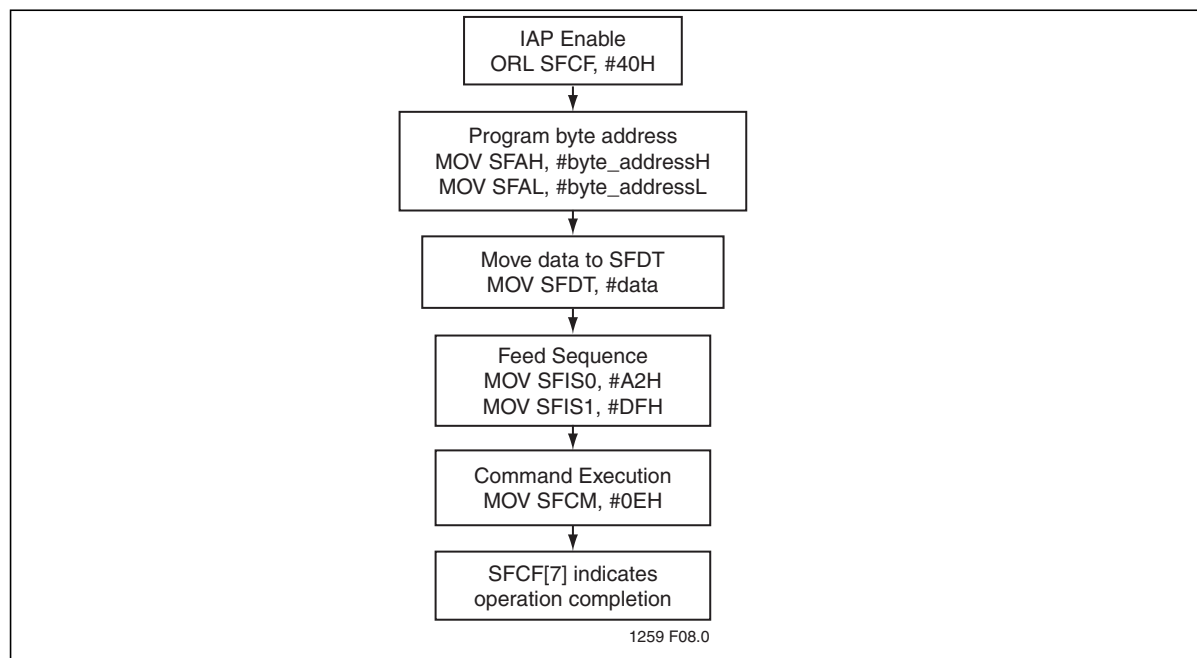 IAP Enable
ORL SFCF, #40H
Program byte address
MOV SFAH, #byte_addressH
MOV SFAL, #byte_addressL
Move data to SFDT
MOV SFDT, #data
Feed Sequence
MOV SFIS0, #A2H
MOV SFIS1, #DFH
Command Execution
MOV SFCM, #0EH
SFCF[7] indicates
operation completion
1259 F08.0